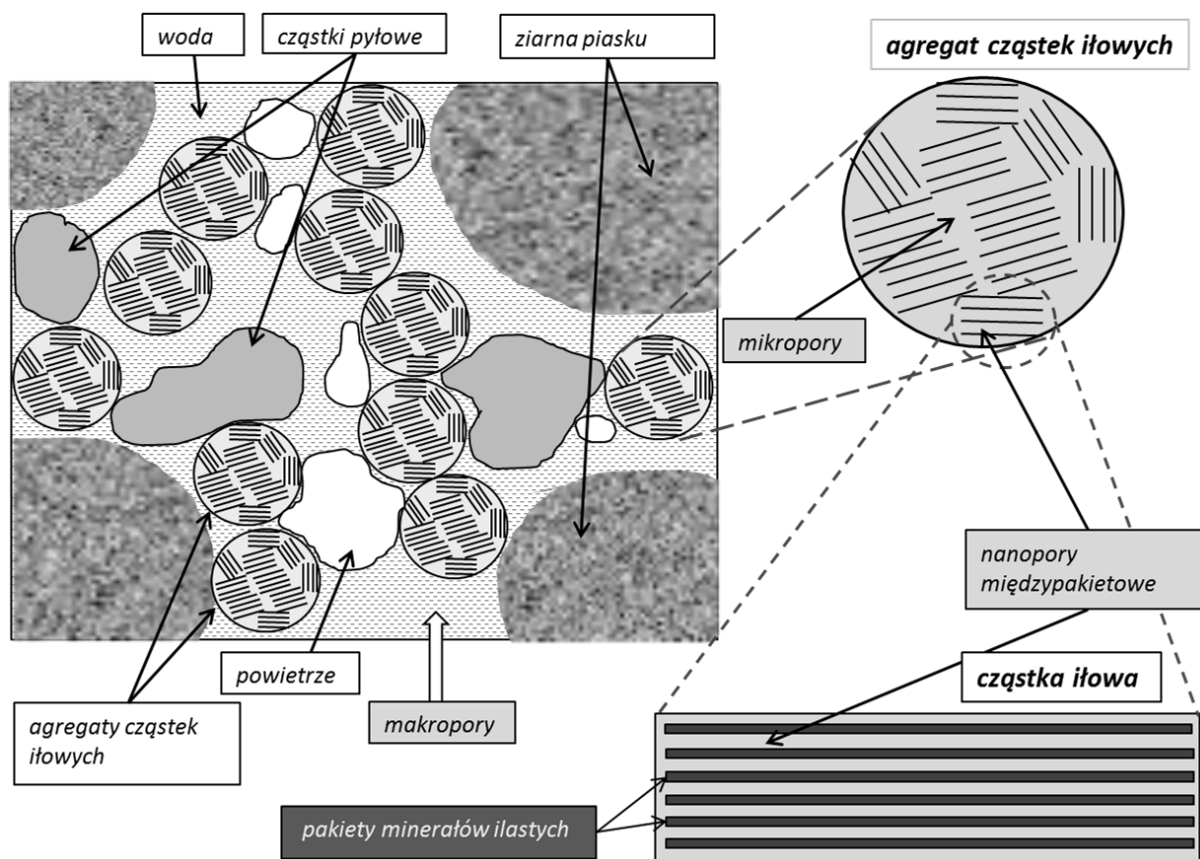 woda
cząstki pyłowe
ziarna piasku
agregat cząstek iłowych
mikropory
nanopory
międzypakietowe
cząstka iłowa
powietrze
makropory
agregaty cząstek
iłowych
pakiety minerałów ilastych